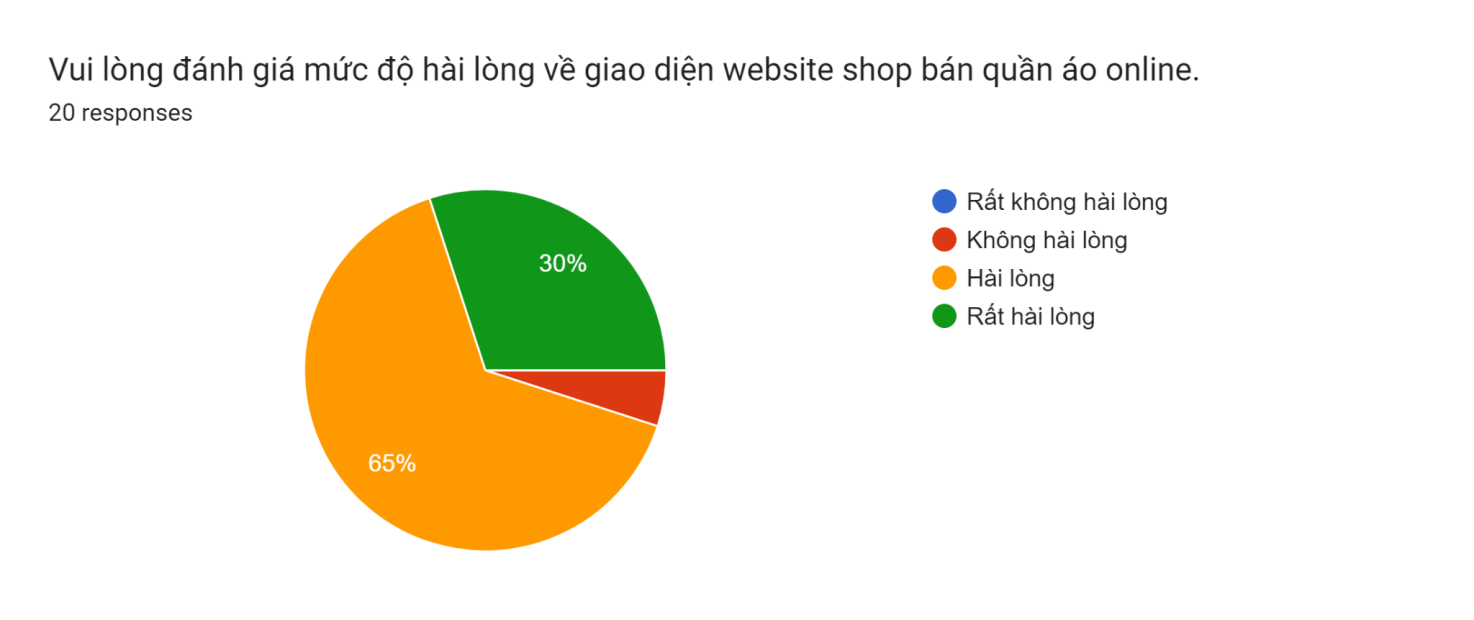 Vui lòng đánh giá mức độ hài lòng về giao diện website shop bán quần áo online.
20 responses
30%
65%
Rất không hài lòng
Không hài lòng
Hài lòng
Rất hài lòng